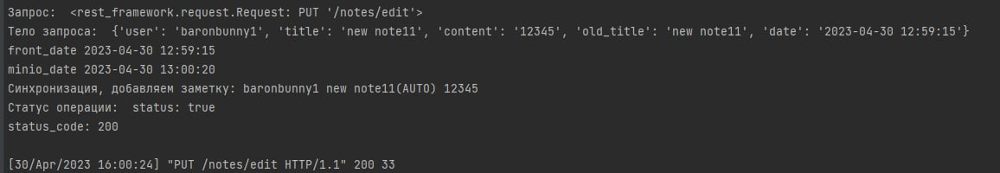 Запрос:  <rest_framework.request.Request: PUT '/notes/edit'>
Тело запроса:  {'user': 'baronbunny1', 'title': 'new note11', 'content': '12345', 'old_title': 'new note11', 'date': '2023-04-30 12:59:15'}
front_date 2023-04-30 12:59:15
minio_date 2023-04-30 13:00:20
Синхронизация, добавляем заметку: baronbunny1 new note11(AUTO) 12345
Статус операции:  status: true
status_code: 200
[30/Apr/2023 16:00:24] "PUT /notes/edit HTTP/1.1" 200 33